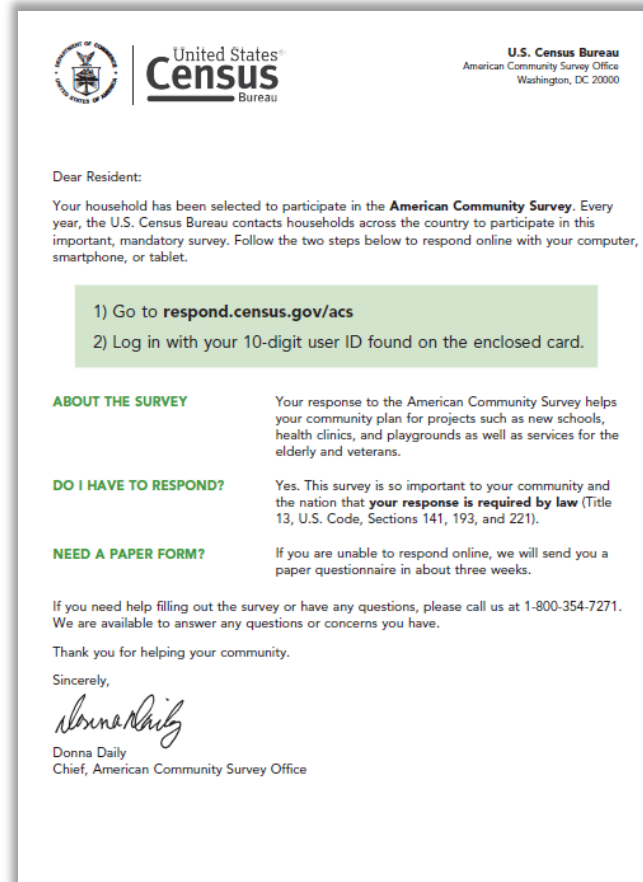 DEPARTMENT OF COMMERCE
UNITED STATES OF AMERICA
United States®
Census
Bureau
U.S. Census Bureau
American Community Survey Office
Washington, DC 20000
Dear Resident:
Your household has been selected to participate in the American Community Survey. Every
year, the U.S. Census Bureau contacts households across the country to participate in this
important, mandatory survey. Follow the two steps below to respond online with your computer,
smartphone, or tablet.
1) Go to respond.census.gov/acs
2) Log in with your 10-digit user ID found on the enclosed card.
ABOUT THE SURVEY
Your response to the American Community Survey helps
your community plan for projects such as new schools,
health clinics, and playgrounds as well as services for the
elderly and veterans.
DO I HAVE TO RESPOND?
Yes. This survey is so important to your community and
the nation that your response is required by law (Title
13, U.S. Code, Sections 141, 193, and 221).
NEED A PAPER FORM?
If you are unable to respond online, we will send you a
paper questionnaire in about three weeks.
If you need help filling out the survey or have any questions, please call us at 1-800-354-7271.
We are available to answer any questions or concerns you have.
Thank you for helping your community.
Sincerely,
Donna Daily
Donna Daily
Chief, American Community Survey Office